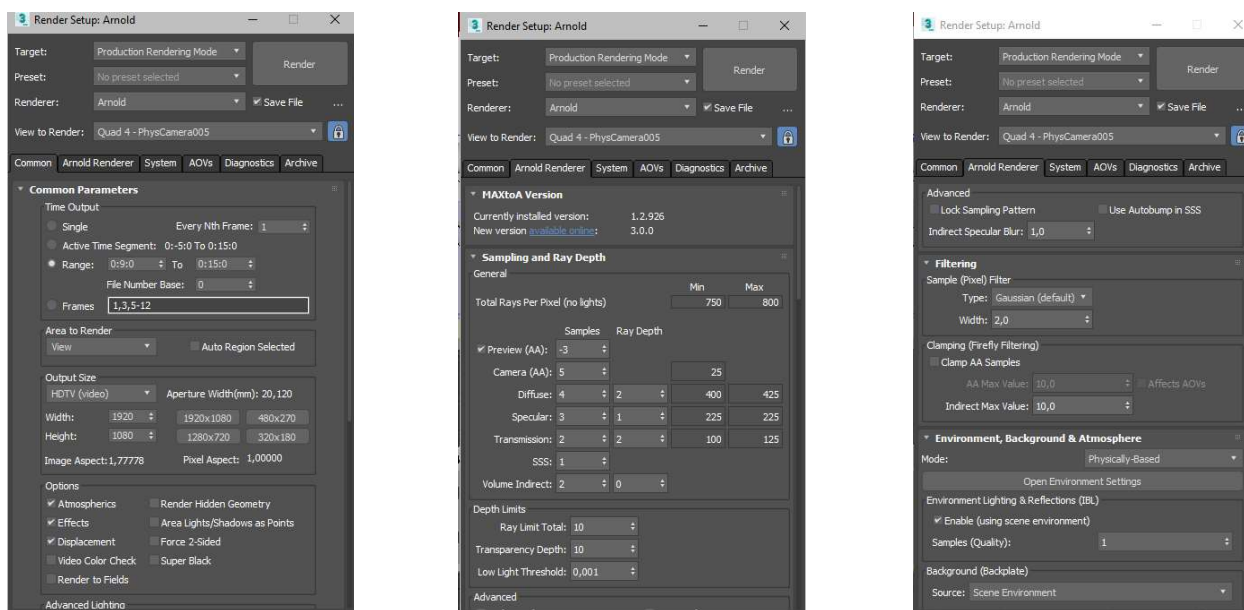 Render Setup: Arnold
Target: Production Rendering Mode
Render
Preset: No preset selected
Renderer: Arnold Save File ...
View to Render: Quad 4 - PhysCamera005
Common Arnold Renderer System AOVs Diagnostics Archive
Common Parameters
Time Output
Single Every Nth Frame: 1
Active Time Segment: 0:-5:0 To 0:15:0
Range: 0:9:0 To 0:15:0
File Number Base: 0
Frames 1,3,5-12
Area to Render
View Auto Region Selected
Output Size
HDTV (video) Aperture Width(mm): 20,120
Width: 1920 1920x1080 480x270
Height: 1080 1280x720 320x180
Image Aspect: 1,77778 Pixel Aspect: 1,00000
Options
Atmospherics Render Hidden Geometry
Effects Area Lights/Shadows as Points
Displacement Force 2-Sided
Video Color Check Super Black
Render to Fields
Advanced Lighting
Render Setup: Arnold
Target: Production Rendering Mode
Render
Preset: No preset selected
Renderer: Arnold Save File ...
View to Render: Quad 4 - PhysCamera005
Common Arnold Renderer System AOVs Diagnostics Archive
MAXtoA Version
Currently installed version: 1.2.926
New version available online: 3.0.0
Sampling and Ray Depth
General
Min Max
Total Rays Per Pixel (no lights) 750 800
Samples Ray Depth
Preview (AA): -3
Camera (AA): 5 25
Diffuse: 4 2 400 425
Specular: 3 1 225 225
Transmission: 2 2 100 125
SSS: 1
Volume Indirect: 2 0
Depth Limits
Ray Limit Total: 10
Transparency Depth: 10
Low Light Threshold: 0,001
Advanced
Render Setup: Arnold
Target: Production Rendering Mode
Render
Preset: No preset selected
Renderer: Arnold Save File ...
View to Render: Quad 4 - PhysCamera005
Common Arnold Renderer System AOVs Diagnostics Archive
Advanced
Lock Sampling Pattern Use Autobump in SSS
Indirect Specular Blur: 1,0
Filtering
Sample (Pixel) Filter
Type: Gaussian (default)
Width: 2,0
Clamping (Firefly Filtering)
Clamp AA Samples
AA Max Value: 10,0 Affects AOVs
Indirect Max Value: 10,0
Environment, Background & Atmosphere
Mode: Physically-Based
Open Environment Settings
Environment Lighting & Reflections (IBL)
Enable (using scene environment)
Samples (Quality): 1
Background (Backplate)
Source: Scene Environment